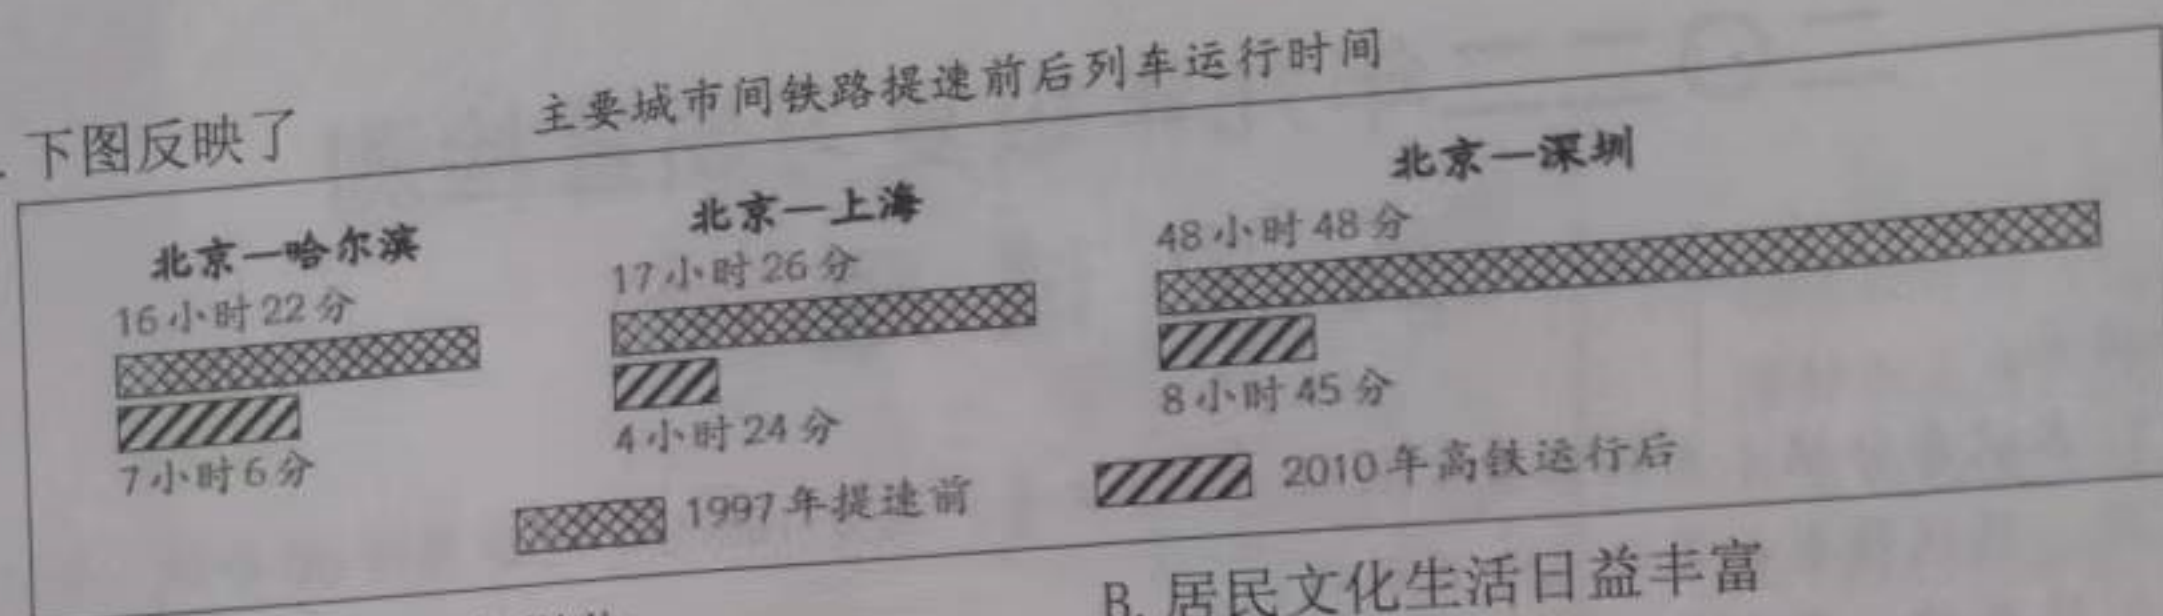 下图反映了
主要城市间铁路提速前后列车运行时间
北京—哈尔滨
16小时22分
7小时6分
北京—上海
17小时26分
4小时24分
北京—深圳
48小时48分
8小时45分
1997年提速前
2010年高铁运行后
B. 居民文化生活日益丰富